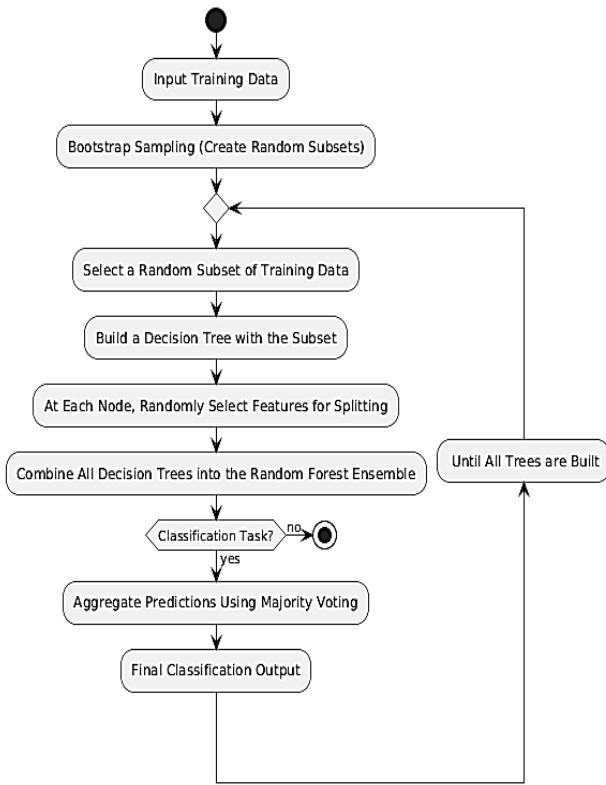 Input Training Data
Bootstrap Sampling (Create Random Subsets)
Select a Random Subset of Training Data
Build a Decision Tree with the Subset
At Each Node, Randomly Select Features for Splitting
Until All Trees are Built
Combine All Decision Trees into the Random Forest Ensemble
Classification Task?
no
yes
Aggregate Predictions Using Majority Voting
Final Classification Output